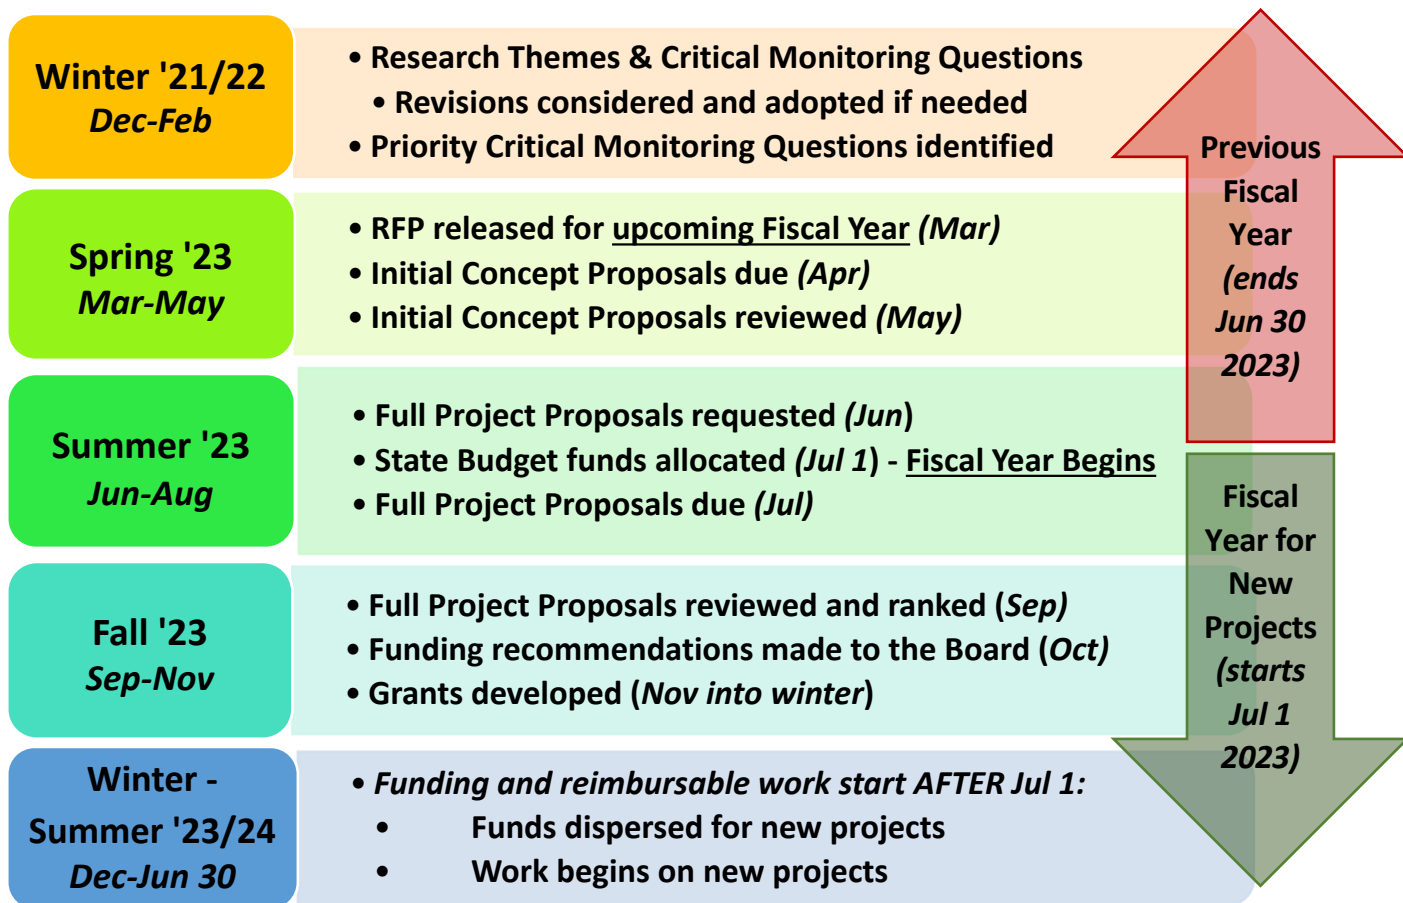 Winter '21/22
Dec-Feb
• Research Themes & Critical Monitoring Questions
• Revisions considered and adopted if needed
• Priority Critical Monitoring Questions identified
Spring '23
Mar-May
• RFP released for upcoming Fiscal Year (Mar)
• Initial Concept Proposals due (Apr)
• Initial Concept Proposals reviewed (May)
Summer '23
Jun-Aug
• Full Project Proposals requested (Jun)
• State Budget funds allocated (Jul 1) - Fiscal Year Begins
• Full Project Proposals due (Jul)
Fall '23
Sep-Nov
• Full Project Proposals reviewed and ranked (Sep)
• Funding recommendations made to the Board (Oct)
• Grants developed (Nov into winter)
Winter -
Summer '23/24
Dec-Jun 30
• Funding and reimbursable work start AFTER Jul 1:
• Funds dispersed for new projects
• Work begins on new projects
Previous
Fiscal
Year
(ends
Jun 30
2023)
Fiscal
Year for
New
Projects
(starts
Jul 1
2023)